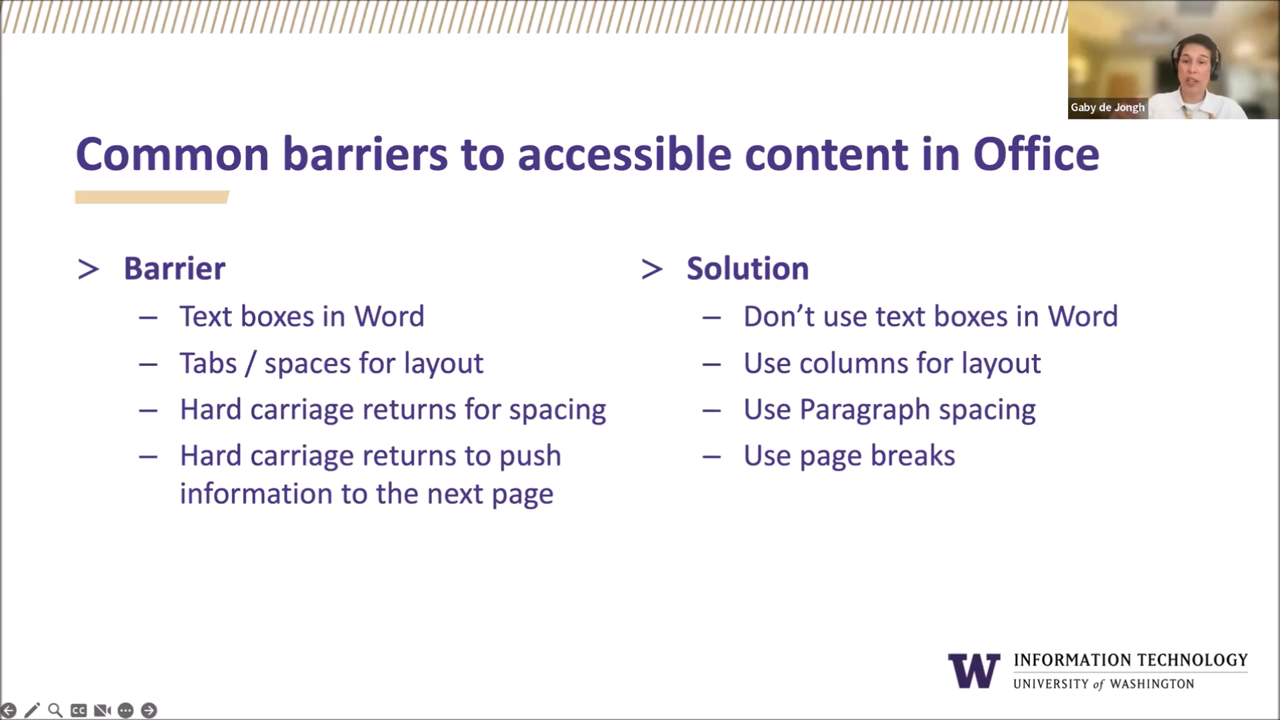 Gaby de Jongh
Common barriers to accessible content in Office
> Barrier
– Text boxes in Word
– Tabs / spaces for layout
– Hard carriage returns for spacing
– Hard carriage returns to push
information to the next page
> Solution
– Don’t use text boxes in Word
– Use columns for layout
– Use Paragraph spacing
– Use page breaks
W
INFORMATION TECHNOLOGY
UNIVERSITY of WASHINGTON
CC